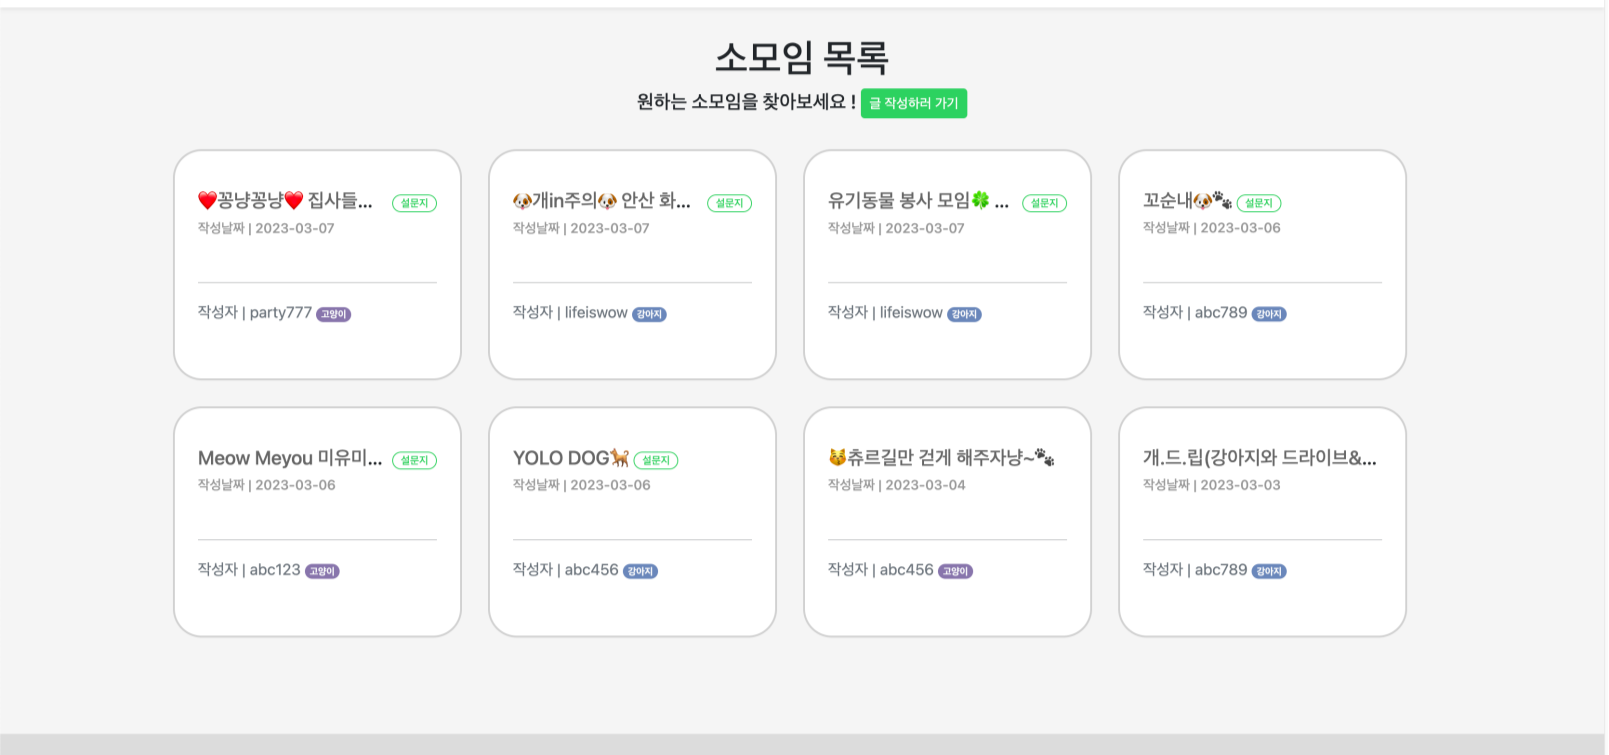 소모임 목록
원하는 소모임을 찾아보세요 ! 글 작성하러 가기
❤️꽁냥꽁냥❤️ 집사들... 설문지
작성날짜 | 2023-03-07
작성자 | party777 고양이
🐶개in주의🐶 안산 화... 설문지
작성날짜 | 2023-03-07
작성자 | lifeiswow 강아지
유기동물 봉사 모임🍀 ... 설문지
작성날짜 | 2023-03-07
작성자 | lifeiswow 강아지
꼬순내🐶🐾 설문지
작성날짜 | 2023-03-06
작성자 | abc789 강아지
Meow Meyou 미유미... 설문지
작성날짜 | 2023-03-06
작성자 | abc123 고양이
YOLO DOG🐕 설문지
작성날짜 | 2023-03-06
작성자 | abc456 강아지
😽츄르길만 걷게 해주자냥~🐾
작성날짜 | 2023-03-04
작성자 | abc456 고양이
개.드.립(강아지와 드라이브&...
작성날짜 | 2023-03-03
작성자 | abc789 강아지